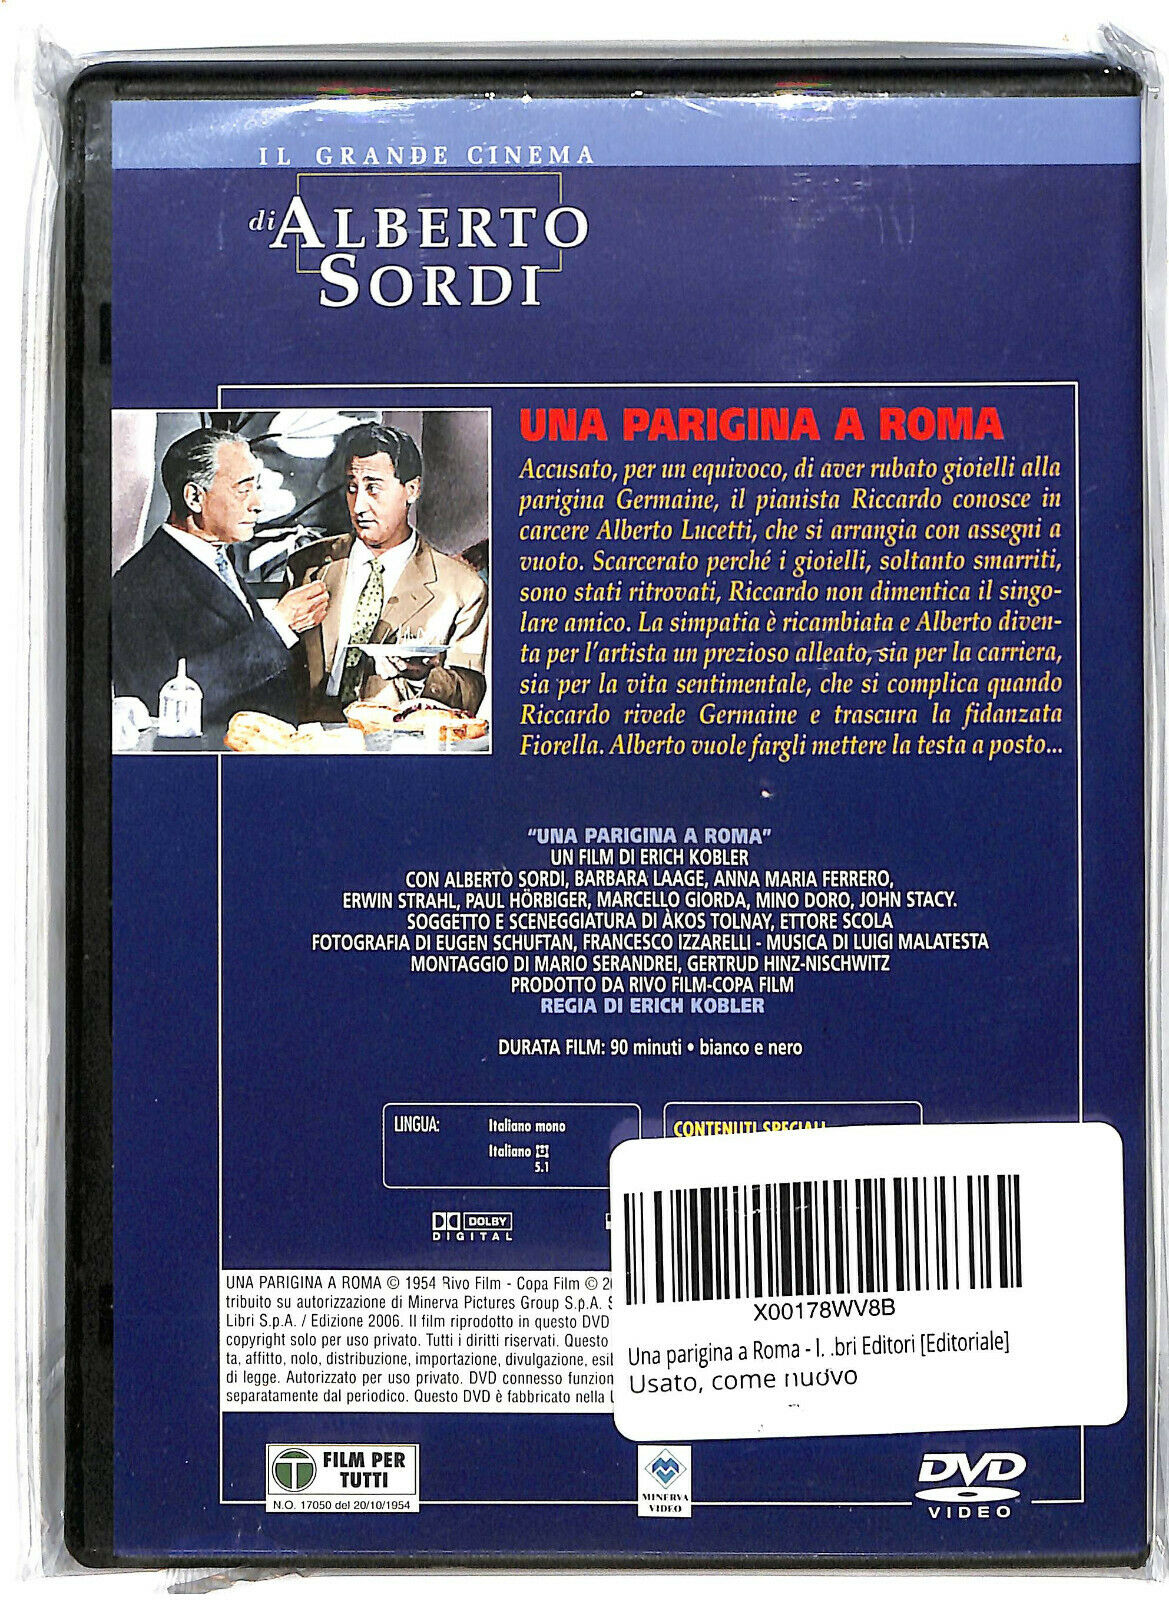 IL GRANDE CINEMA
di ALBERTO
SORDI
UNA PARIGINA A ROMA
Accusato, per un equivoco, di aver rubato gioielli alla
parigina Germaine, il pianista Riccardo conosce in
carcere Alberto Lucetti, che si arrangia con assegni a
vuoto. Scarcerato perché i gioielli, soltanto smarriti,
sono stati ritrovati, Riccardo non dimentica il singo-
lare amico. La simpatia è ricambiata e Alberto diven-
ta per l'artista un prezioso alleato, sia per la carriera,
sia per la vita sentimentale, che si complica quando
Riccardo rivede Germaine e trascura la fidanzata
Fiorella. Alberto vuole fargli mettere la testa a posto...
"UNA PARIGINA A ROMA"
UN FILM DI ERICH KOBLER
CON ALBERTO SORDI, BARBARA LAAGE, ANNA MARIA FERRERO,
ERWIN STRAHL, PAUL HÖRBIGER, MARCELLO GIORDA, MINO DORO, JOHN STACY.
SOGGETTO E SCENEGGIATURA DI ÀKOS TOLNAY, ETTORE SCOLA
FOTOGRAFIA DI EUGEN SCHUFTAN, FRANCESCO IZZARELLI - MUSICA DI LUIGI MALATESTA
MONTAGGIO DI MARIO SERANDREI, GERTRUD HINZ-NISCHWITZ
PRODOTTO DA RIVO FILM-COPA FILM
REGIA DI ERICH KOBLER
DURATA FILM: 90 minuti • bianco e nero
LINGUA: Italiano mono
Italiano
5.1
CONTENUTI SPECIALI
DOLBY
DIGITAL
UNA PARIGINA A ROMA © 1954 Rivo Film - Copa Film © 20
tribuito su autorizzazione di Minerva Pictures Group S.p.A. S
Libri S.p.A. / Edizione 2006. Il film riprodotto in questo DVD
copyright solo per uso privato. Tutti i diritti riservati. Questo
ta, affitto, nolo, distribuzione, importazione, divulgazione, esil
di legge. Autorizzato per uso privato. DVD connesso funzion
separatamente dal periodico. Questo DVD è fabbricato nella
X00178WV8B
Una parigina a Roma - I. .bri Editori [Editoriale]
Usato, come nuovo
T FILM PER
TUTTI
N.O. 17050 del 20/10/1954
MINERVA
VIDEO
DVD
VIDEO